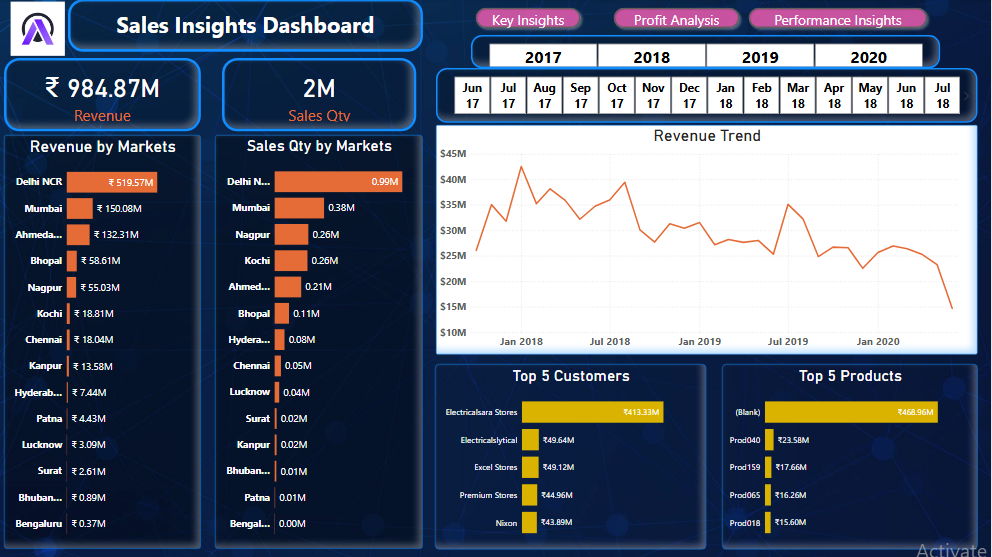 Sales Insights Dashboard
Key Insights
Profit Analysis
Performance Insights
2017 2018 2019 2020
Jun 17 Jul 17 Aug 17 Sep 17 Oct 17 Nov 17 Dec 17 Jan 18 Feb 18 Mar 18 Apr 18 May 18 Jun 18 Jul 18
₹ 984.87M
Revenue
2M
Sales Qty
Revenue by Markets
Delhi NCR ₹ 519.57M
Mumbai ₹ 150.08M
Ahmeda... ₹ 132.31M
Bhopal ₹ 58.61M
Nagpur ₹ 55.03M
Kochi ₹ 18.81M
Chennai ₹ 18.04M
Kanpur ₹ 13.58M
Hyderab... ₹ 7.44M
Patna ₹ 4.43M
Lucknow ₹ 3.09M
Surat ₹ 2.61M
Bhuban... ₹ 0.89M
Bengaluru ₹ 0.37M
Sales Qty by Markets
Delhi N... 0.99M
Mumbai 0.38M
Nagpur 0.26M
Kochi 0.26M
Ahmed... 0.21M
Bhopal 0.11M
Hydera... 0.08M
Chennai 0.05M
Lucknow 0.04M
Surat 0.02M
Kanpur 0.02M
Bhuban... 0.01M
Patna 0.01M
Bengal... 0.00M
Revenue Trend
$45M
$40M
$35M
$30M
$25M
$20M
$15M
$10M
Jan 2018 Jul 2018 Jan 2019 Jul 2019 Jan 2020
Top 5 Customers
Electricalsara Stores ₹413.33M
Electricalslytical ₹49.64M
Excel Stores ₹49.12M
Premium Stores ₹44.96M
Nixon ₹43.89M
Top 5 Products
(Blank) ₹468.96M
Prod040 ₹23.58M
Prod159 ₹17.66M
Prod065 ₹16.26M
Prod018 ₹15.60M
Activate